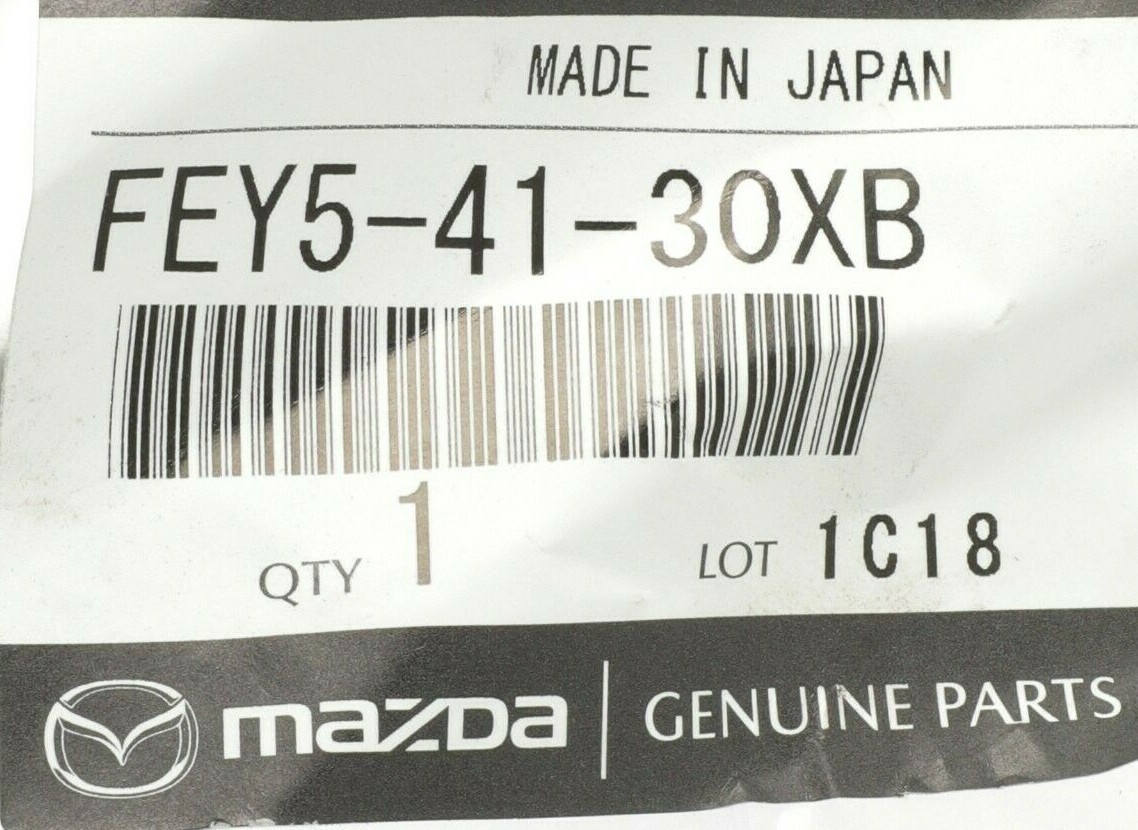 MADE IN JAPAN
FEY5-41-30XB
QTY 1 LOT 1C18
mazda | GENUINE PARTS